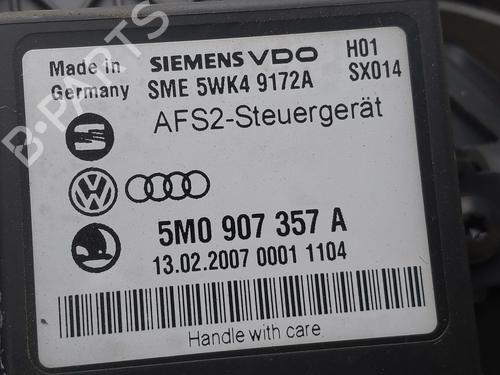 Made in
Germany
SIEMENS VDO
SME 5WK4 9172A
H01
SX014
AFS2-Steuergerät
5M0 907 357 A
13.02.2007 0001 1104
Handle with care.
B-PARTS